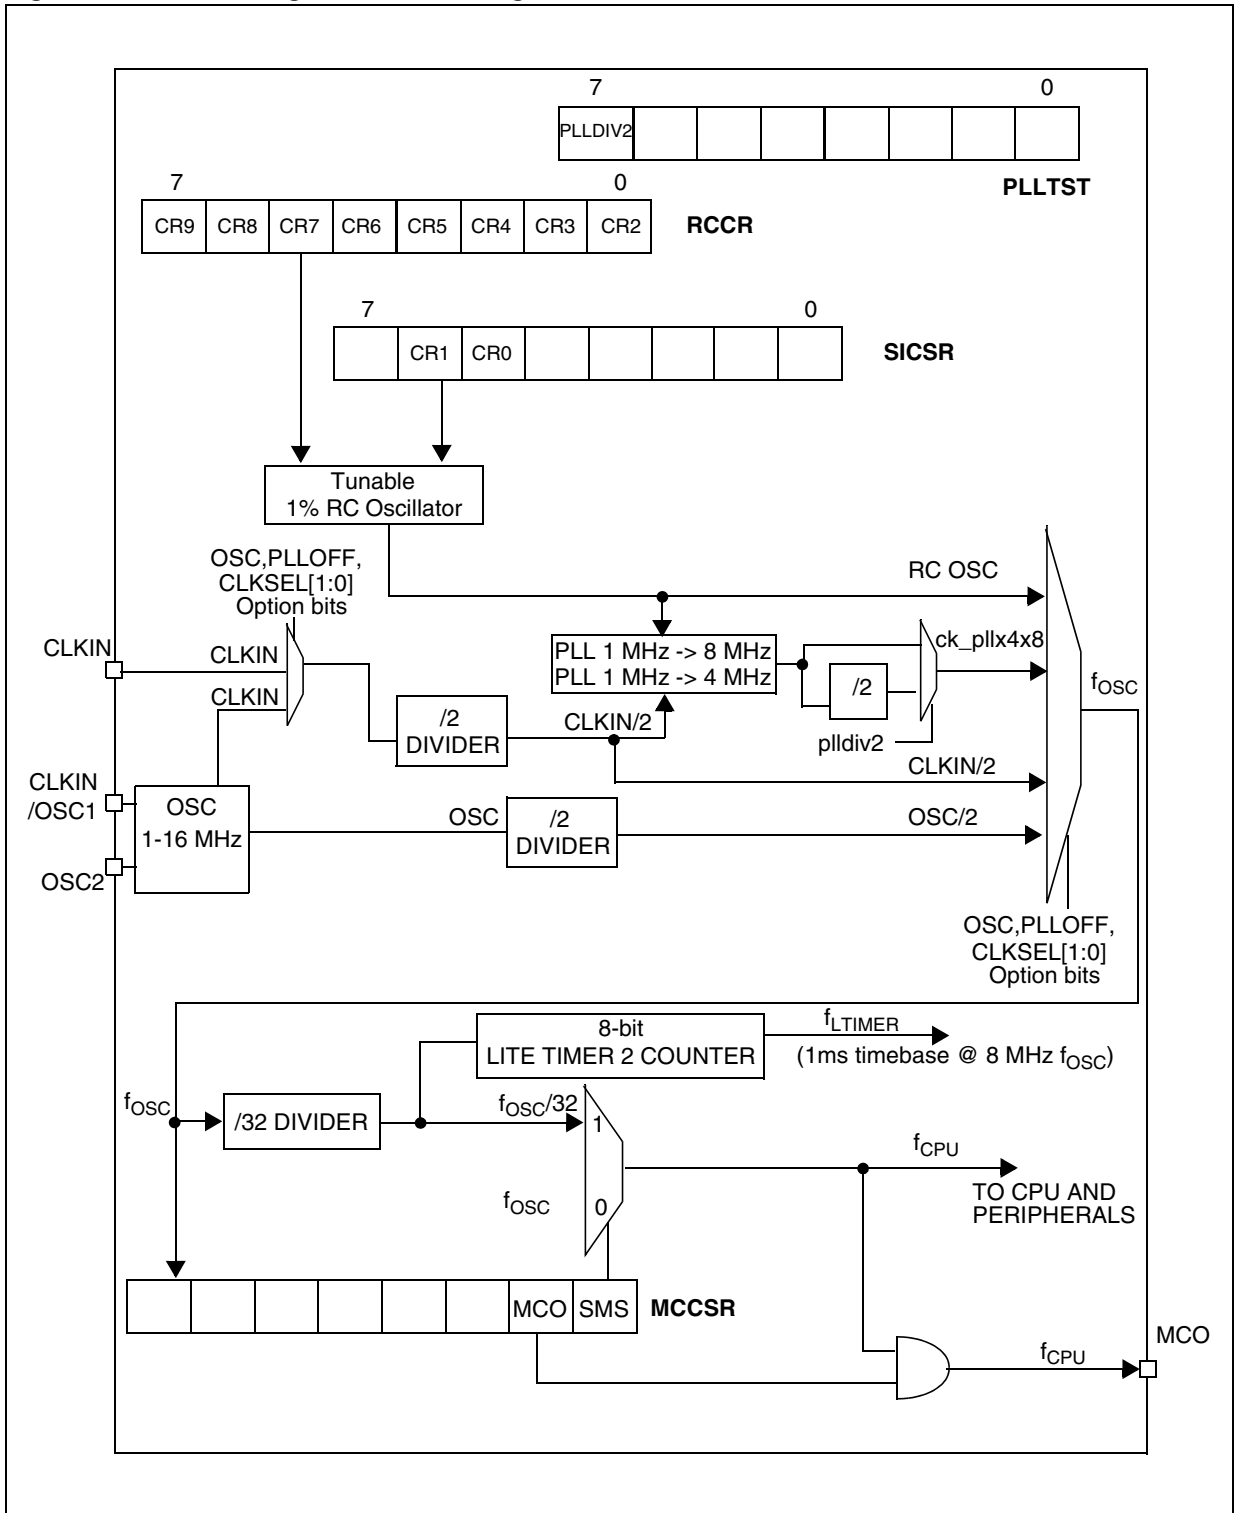 7 0
PLLDIV2
PLLTST
7 0
CR9 CR8 CR7 CR6 CR5 CR4 CR3 CR2 RCCR
7 0
CR1 CR0 SICSR
Tunable
1% RC Oscillator
OSC,PLLOFF,
CLKSEL[1:0]
Option bits
RC OSC
CLKIN
CLKIN
CLKIN
PLL 1 MHz -> 8 MHz
PLL 1 MHz -> 4 MHz
ck_pllx4x8
/2
fOSC
/2
DIVIDER
CLKIN/2
plldiv2
CLKIN/2
CLKIN
/OSC1
OSC
1-16 MHz
OSC
/2
DIVIDER
OSC/2
OSC2
OSC,PLLOFF,
CLKSEL[1:0]
Option bits
8-bit
LITE TIMER 2 COUNTER
fLTIMER
(1ms timebase @ 8 MHz fOSC)
fOSC
/32 DIVIDER
fOSC/32
1
fCPU
TO CPU AND
PERIPHERALS
fOSC
0
MCO SMS MCCSR
fCPU
MCO